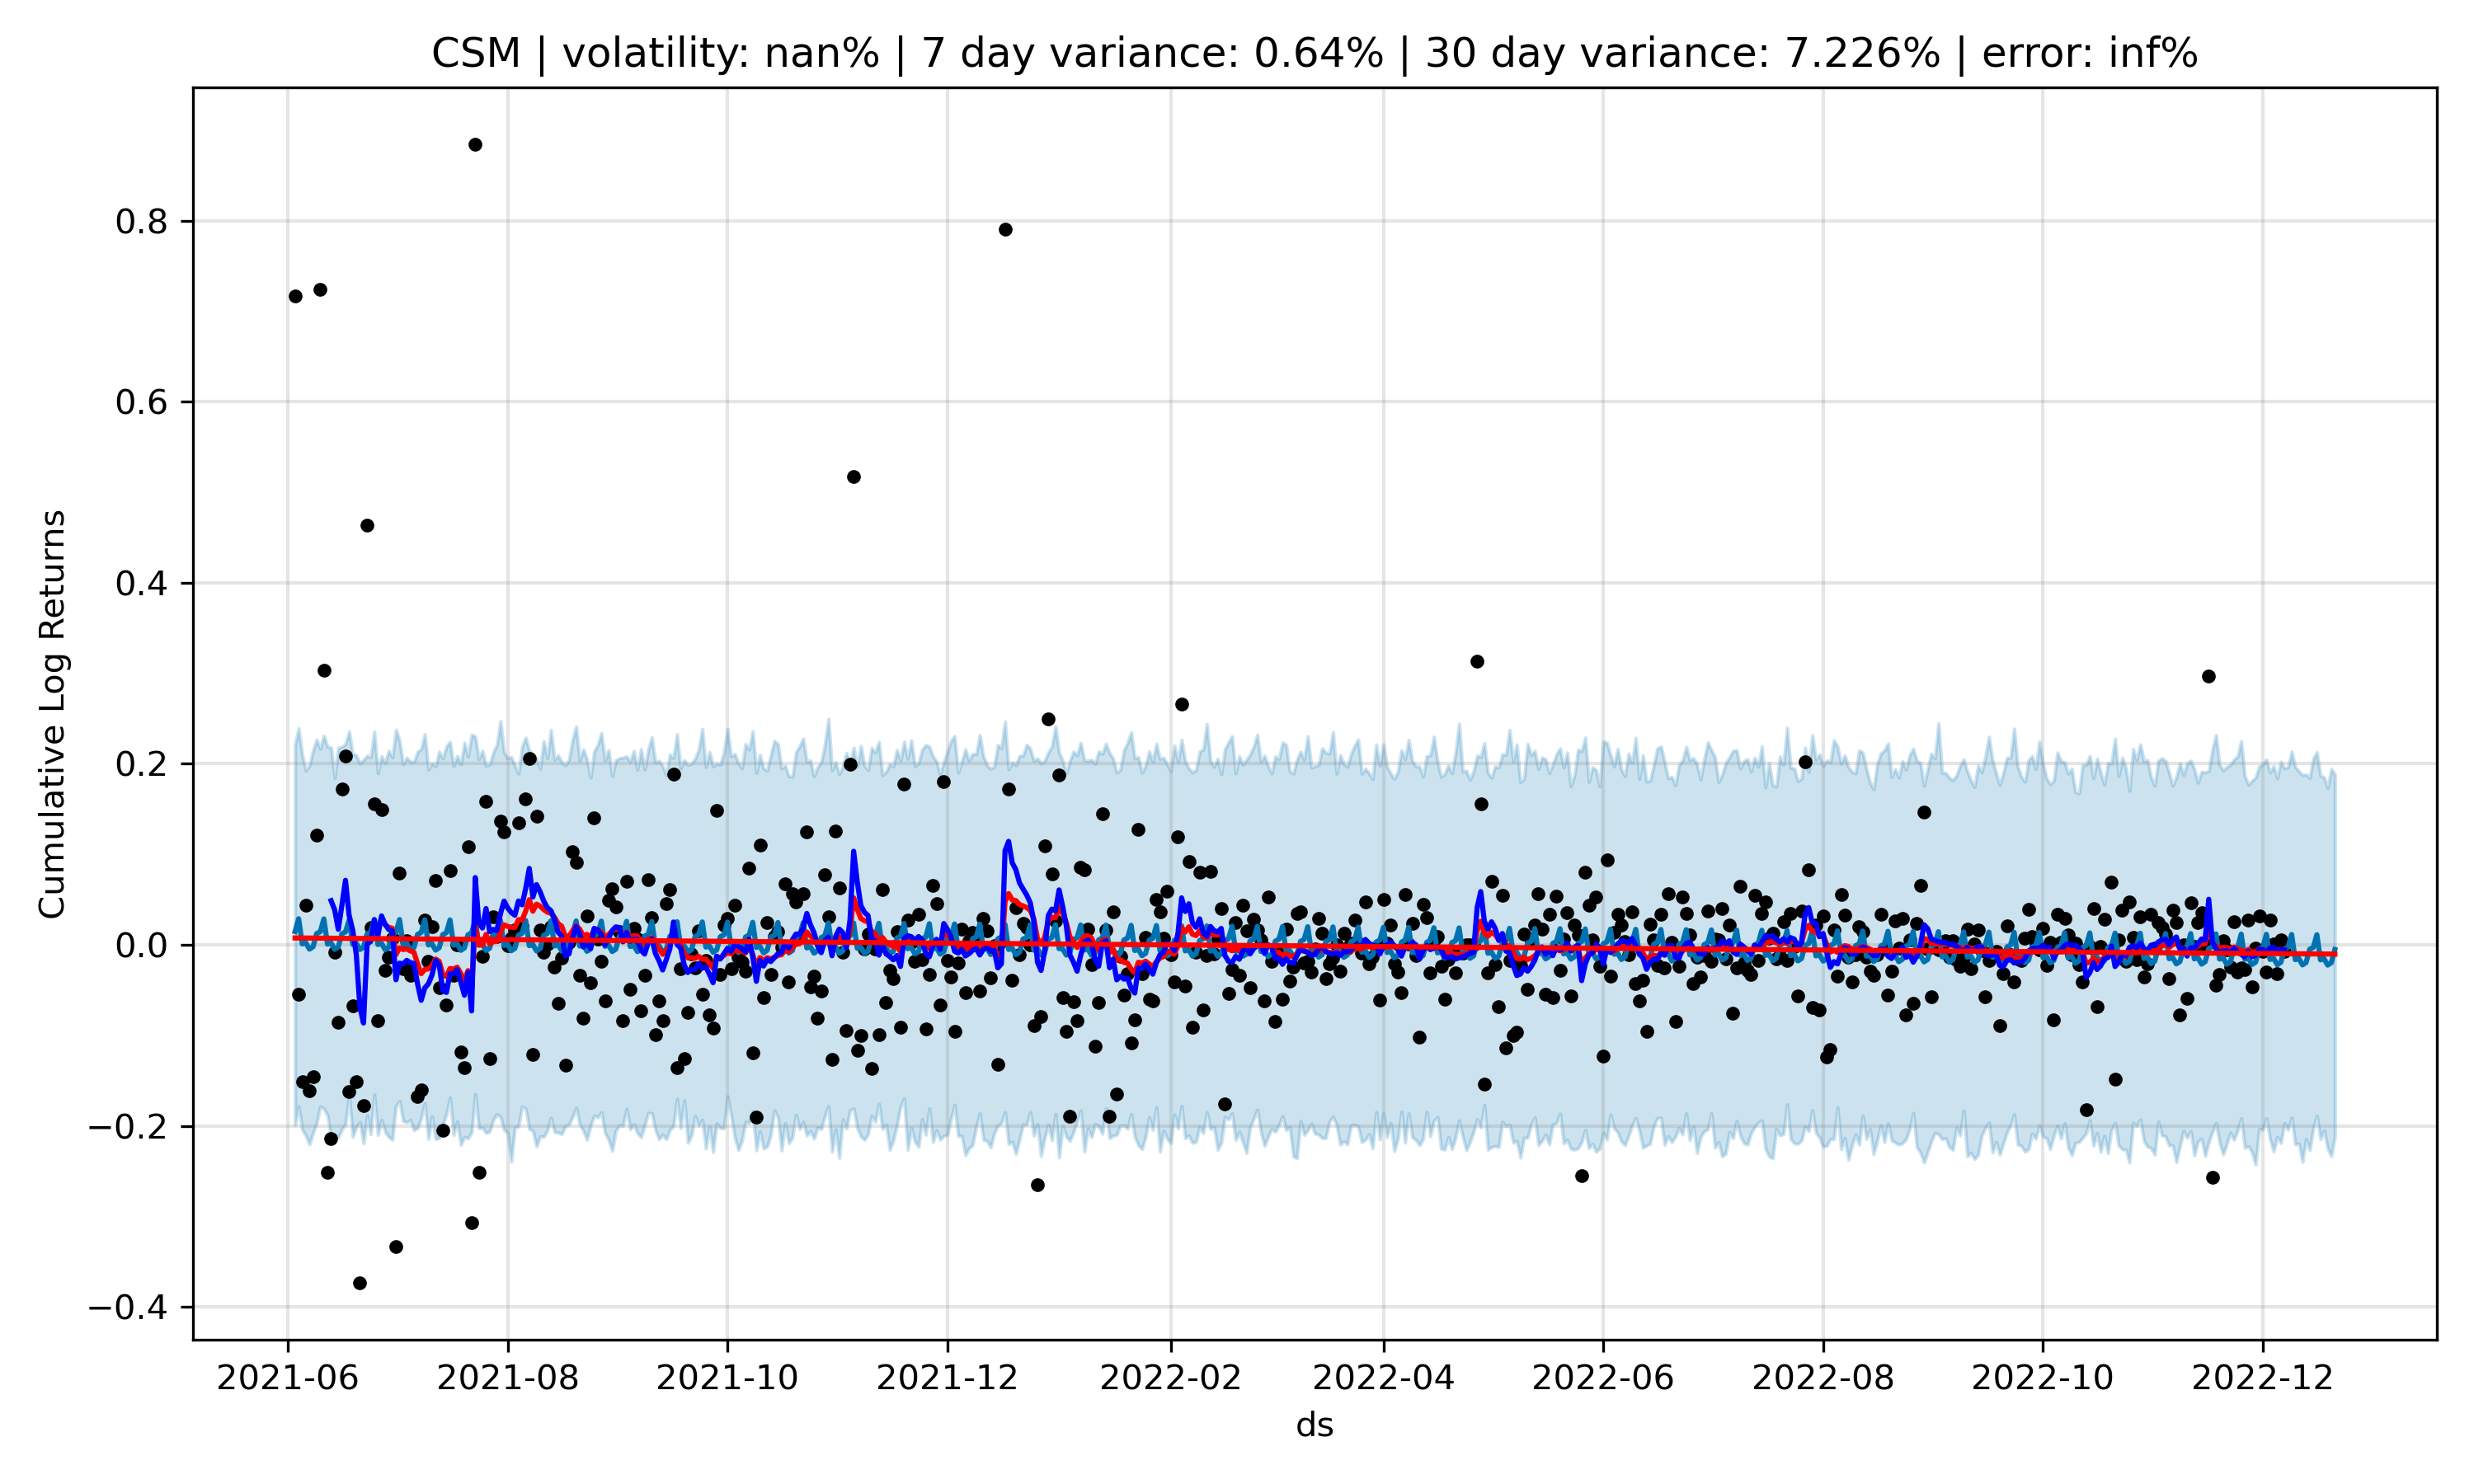 CSM | volatility: nan% | 7 day variance: 0.64% | 30 day variance: 7.226% | error: inf%
Cumulative Log Returns
0.8
0.6
0.4
0.2
0.0
−0.2
−0.4
2021-06 2021-08 2021-10 2021-12 2022-02 2022-04 2022-06 2022-08 2022-10 2022-12
ds